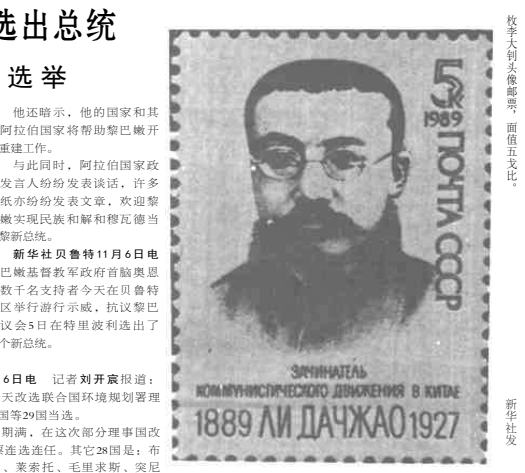 选出总统
选举
他还暗示，他的国家和其
阿拉伯国家将帮助黎巴嫩开
重建工作。
与此同时，阿拉伯国家政
发言人纷纷发表谈话，许多
纸亦纷纷发表文章，欢迎黎
嫩实现民族和解和穆瓦德当
黎新总统。
新华社贝鲁特11月6日电
巴嫩基督教军政府首脑奥恩
数千名支持者今天在贝鲁特
区举行游行示威，抗议黎巴
议会5日在特里波利选出了
个新总统。
6日电 记者刘开宸报道：
天改选联合国环境规划署理
国等29国当选。
期满，在这次部分理事国改
连选连任。其它28国是：布
、莱索托、毛里求斯、突尼
5к
1989
ПОЧТА СССР
ЗАЧИНАТЕЛЬ
КОММУНИСТИЧЕСКОГО ДВИЖЕНИЯ В КИТАЕ
1889 ЛИ ДАЧЖАО 1927
枚李大钊头像邮票，面值五戈比。
新华社发